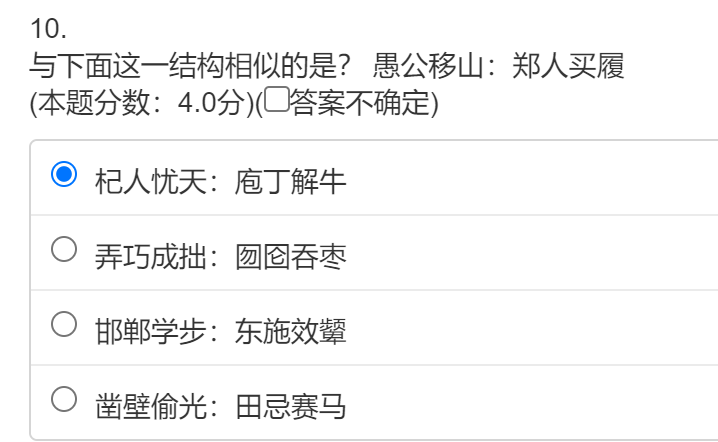 10.
与下面这一结构相似的是？ 愚公移山：郑人买履
(本题分数：4.0分)(答案不确定)
杞人忧天：庖丁解牛
弄巧成拙：囫囵吞枣
邯郸学步：东施效颦
凿壁偷光：田忌赛马